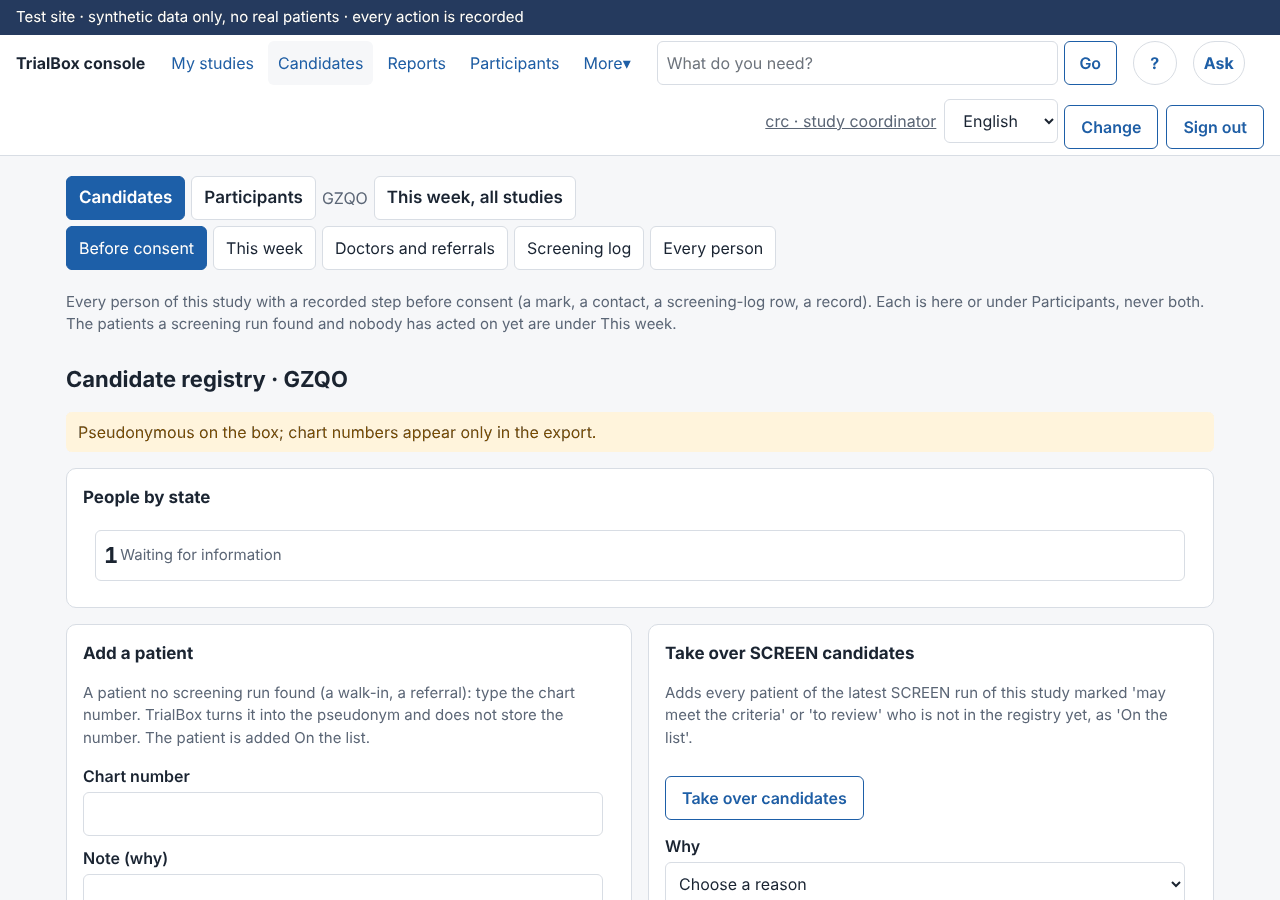 Test site · synthetic data only, no real patients · every action is recorded
TrialBox console
My studies
Candidates
Reports
Participants
More▾
What do you need?
Go
?
Ask
crc · study coordinator
English
Change
Sign out
Candidates
Participants
GZQO
This week, all studies
Before consent
This week
Doctors and referrals
Screening log
Every person
Every person of this study with a recorded step before consent (a mark, a contact, a screening-log row, a record). Each is here or under Participants, never both.
The patients a screening run found and nobody has acted on yet are under This week.
Candidate registry · GZQO
Pseudonymous on the box; chart numbers appear only in the export.
People by state
1 Waiting for information
Add a patient
A patient no screening run found (a walk-in, a referral): type the chart
number. TrialBox turns it into the pseudonym and does not store the
number. The patient is added On the list.
Chart number
Note (why)
Take over SCREEN candidates
Adds every patient of the latest SCREEN run of this study marked 'may
meet the criteria' or 'to review' who is not in the registry yet, as 'On the
list'.
Take over candidates
Why
Choose a reason